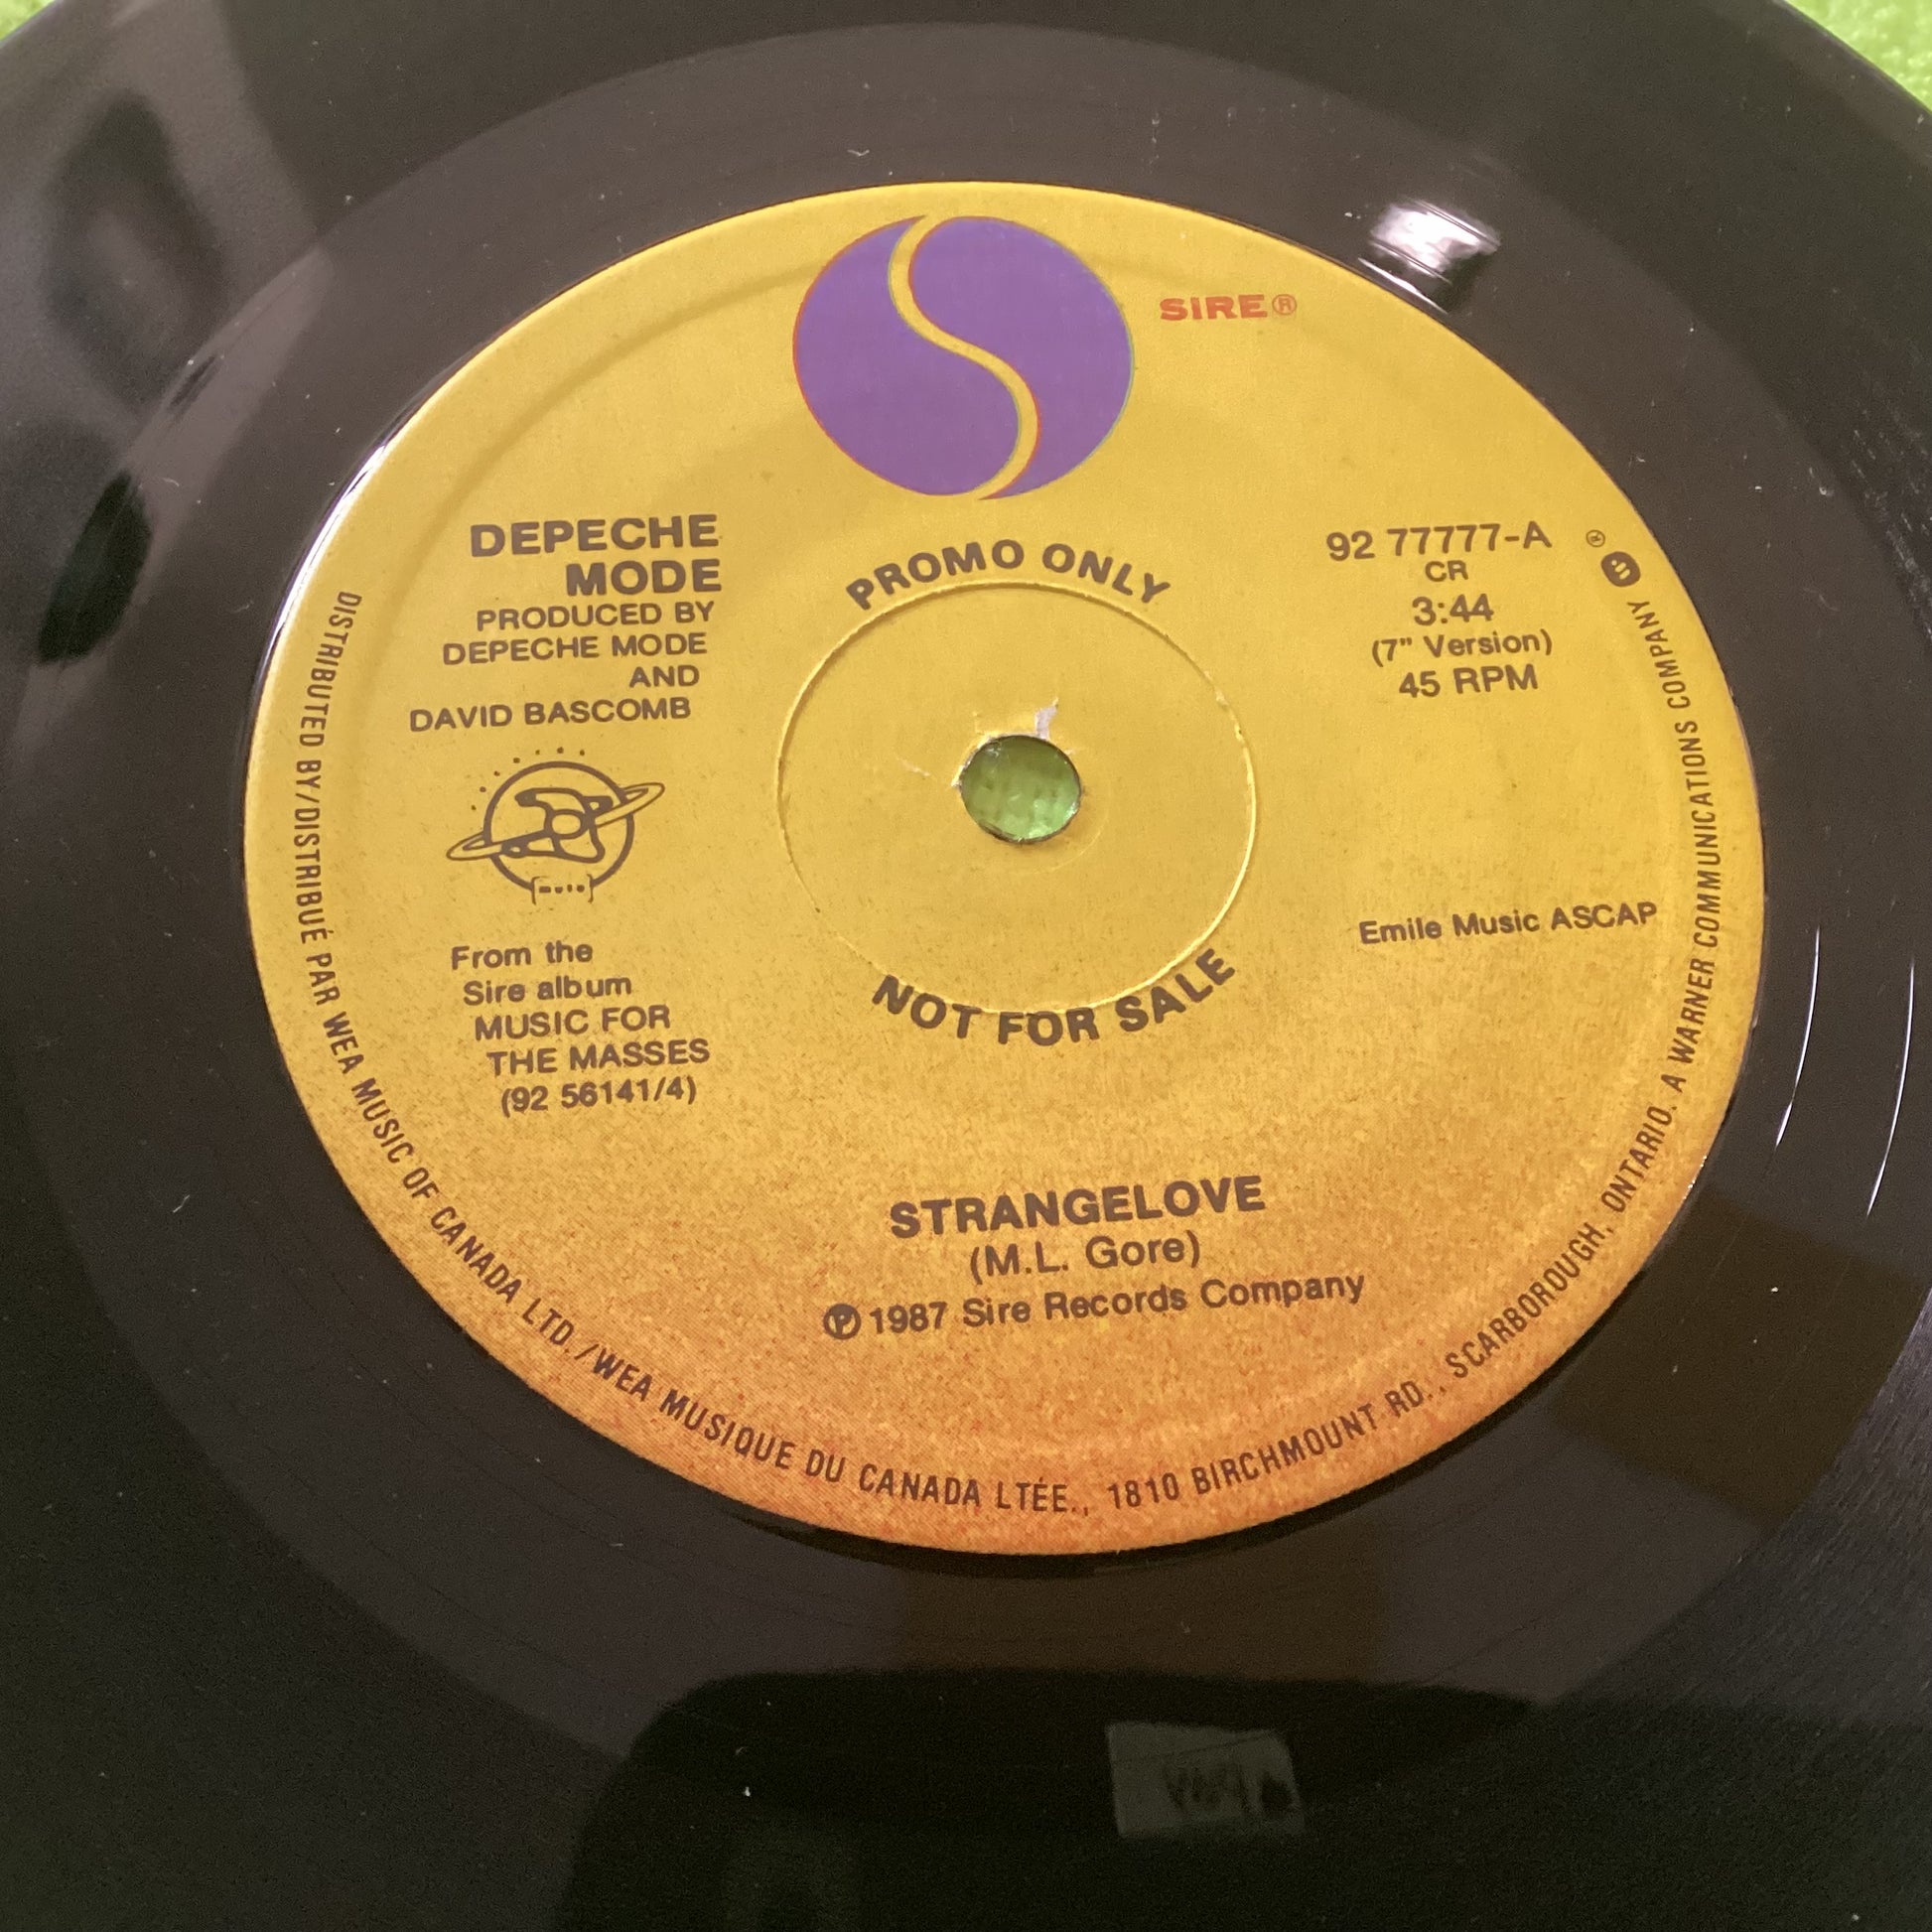 SIRE®
DEPECHE
MODE
PRODUCED BY
DEPECHE MODE
AND
DAVID BASCOMB
PROMO ONLY
92 77777-A
CR
3:44
(7" Version)
45 RPM
mute
From the
Sire album
MUSIC FOR
THE MASSES
(92 56141/4)
NOT FOR SALE
Emile Music ASCAP
STRANGELOVE
(M.L. Gore)
Ⓟ 1987 Sire Records Company
DISTRIBUTED BY/DISTRIBUÉ PAR WEA MUSIC OF CANADA LTD./WEA MUSIQUE DU CANADA LTÉE., 1810 BIRCHMOUNT RD., SCARBOROUGH, ONTARIO. A WARNER COMMUNICATIONS COMPANY